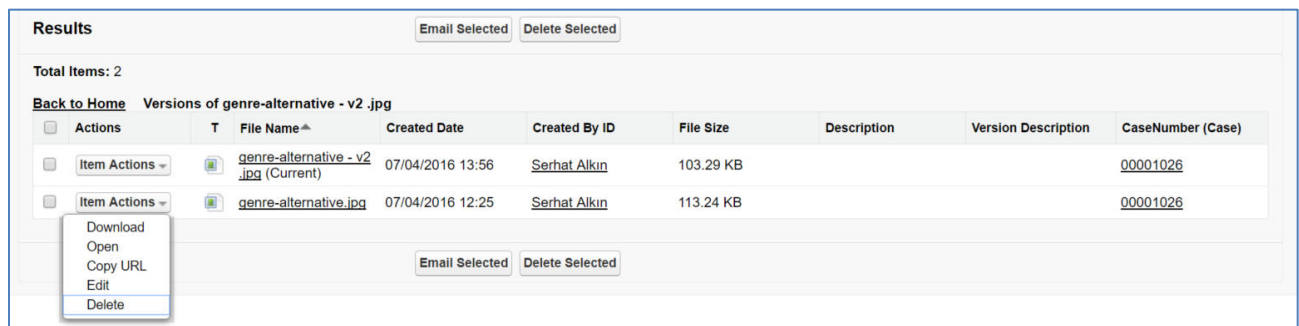 Results Email Selected Delete Selected
Total Items: 2
Back to Home Versions of genre-alternative - v2 .jpg
Actions T File Name Created Date Created By ID File Size Description Version Description CaseNumber (Case)
Item Actions genre-alternative - v2 07/04/2016 13:56 Serhat Alkın 103.29 KB 00001026
.jpg (Current)
Item Actions genre-alternative.jpg 07/04/2016 12:25 Serhat Alkın 113.24 KB 00001026
Download
Open
Copy URL Email Selected Delete Selected
Edit
Delete